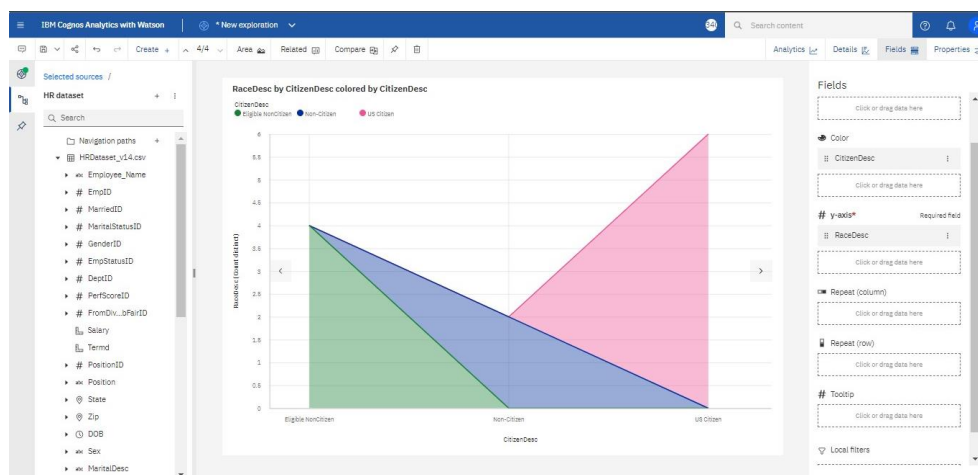 IBM Cognos Analytics with Watson
* New exploration
Search content
Create +
4/4
Area
Related
Compare
Analytics
Details
Fields
Properties
Selected sources /
HR dataset
Search
Navigation paths
HRDataset_v14.csv
abc Employee_Name
# EmpID
# MarriedID
# MaritalStatusID
# GenderID
# EmpStatusID
# DeptID
# PerfScoreID
# FromDiv...bFairID
Salary
Termd
# PositionID
abc Position
State
Zip
DOB
abc Sex
abc MaritalDesc
RaceDesc by CitizenDesc colored by CitizenDesc
CitizenDesc
Eligible NonCitizen
Non-Citizen
US Citizen
6
5.5
5
4.5
4
3.5
3
2.5
2
1.5
1
0.5
0
RaceDesc (Count distinct)
Eligible NonCitizen
Non-Citizen
US Citizen
CitizenDesc
Fields
Click or drag data here
Color
CitizenDesc
Click or drag data here
# y-axis*
Required field
RaceDesc
Click or drag data here
Repeat (column)
Click or drag data here
Repeat (row)
Click or drag data here
# Tooltip
Click or drag data here
Local filters